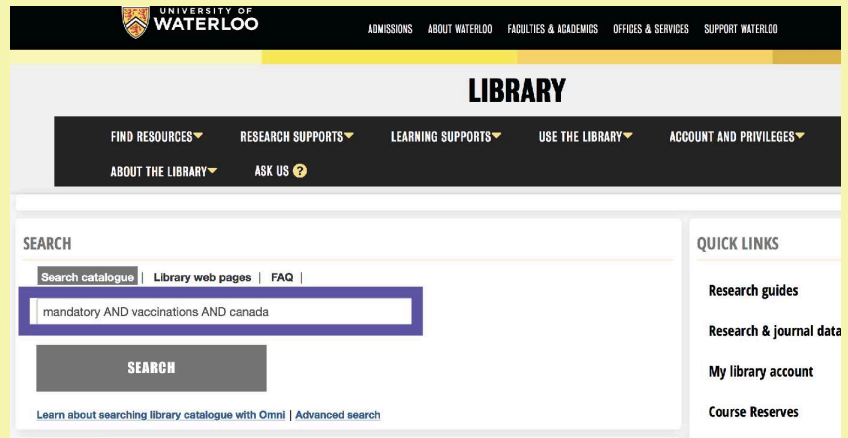 UNIVERSITY OF
WATERLOO
ADMISSIONS ABOUT WATERLOO FACULTIES & ACADEMICS OFFICES & SERVICES SUPPORT WATERLOO
LIBRARY
FIND RESOURCES RESEARCH SUPPORTS LEARNING SUPPORTS USE THE LIBRARY ACCOUNT AND PRIVILEGES
ABOUT THE LIBRARY ASK US ?
SEARCH
Search catalogue | Library web pages | FAQ |
mandatory AND vaccinations AND canada
SEARCH
Learn about searching library catalogue with Omni | Advanced search
QUICK LINKS
Research guides
Research & journal data
My library account
Course Reserves